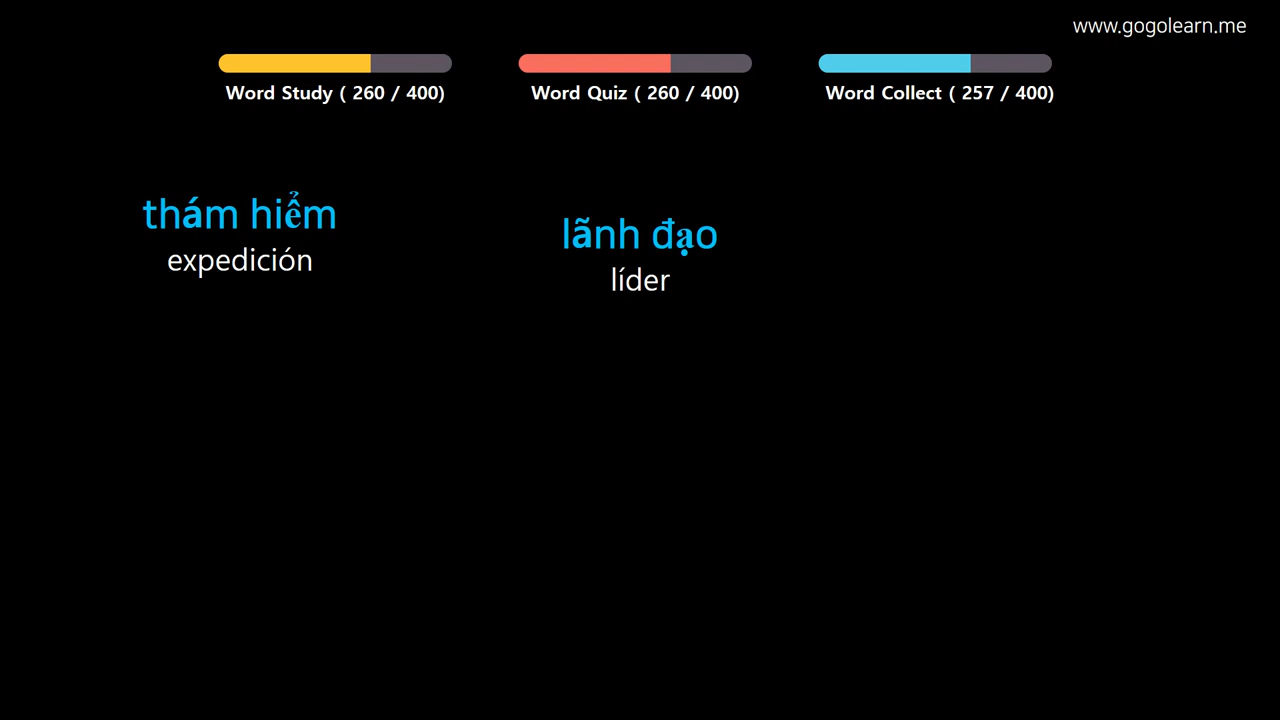 www.gogolearn.me
Word Study ( 260 / 400)
Word Quiz ( 260 / 400)
Word Collect ( 257 / 400)
thám hiểm
expedición
lãnh đạo
líder